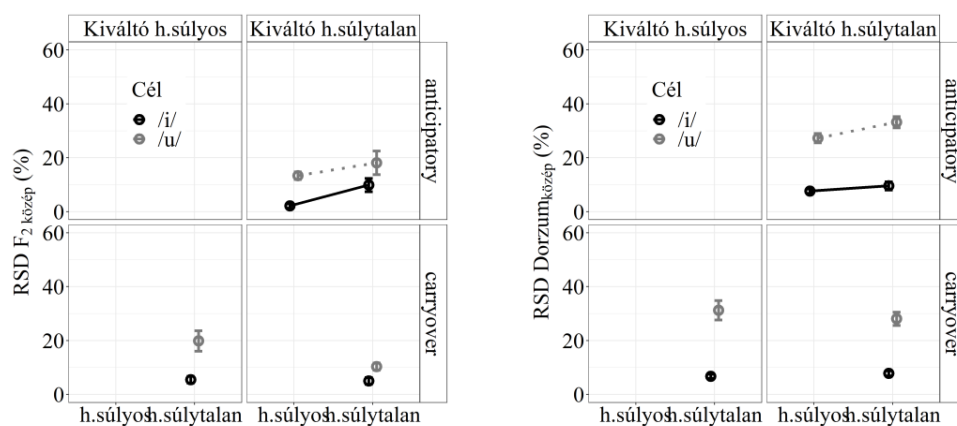 Kiváltó h.súlyos Kiváltó h.súlytalan
60
40
20
0
Cél
/i/
/u/
anticipatory
60
40
20
0
carryover
RSD F2 közép (%)
h.súlyos h.súlytalan h.súlyos h.súlytalan
Kiváltó h.súlyos Kiváltó h.súlytalan
60
40
20
0
Cél
/i/
/u/
anticipatory
60
40
20
0
carryover
RSD Dorzumközép (%)
h.súlyos h.súlytalan h.súlyos h.súlytalan